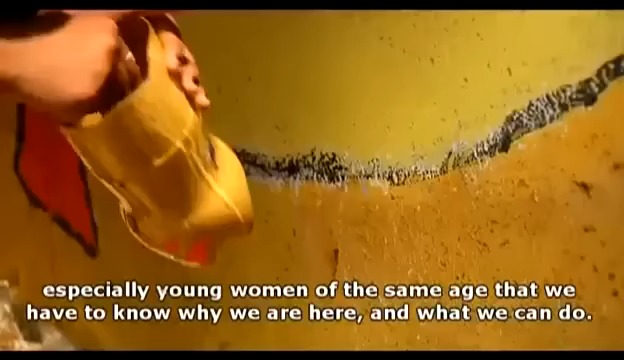 especially young women of the same age that we
have to know why we are here, and what we can do.